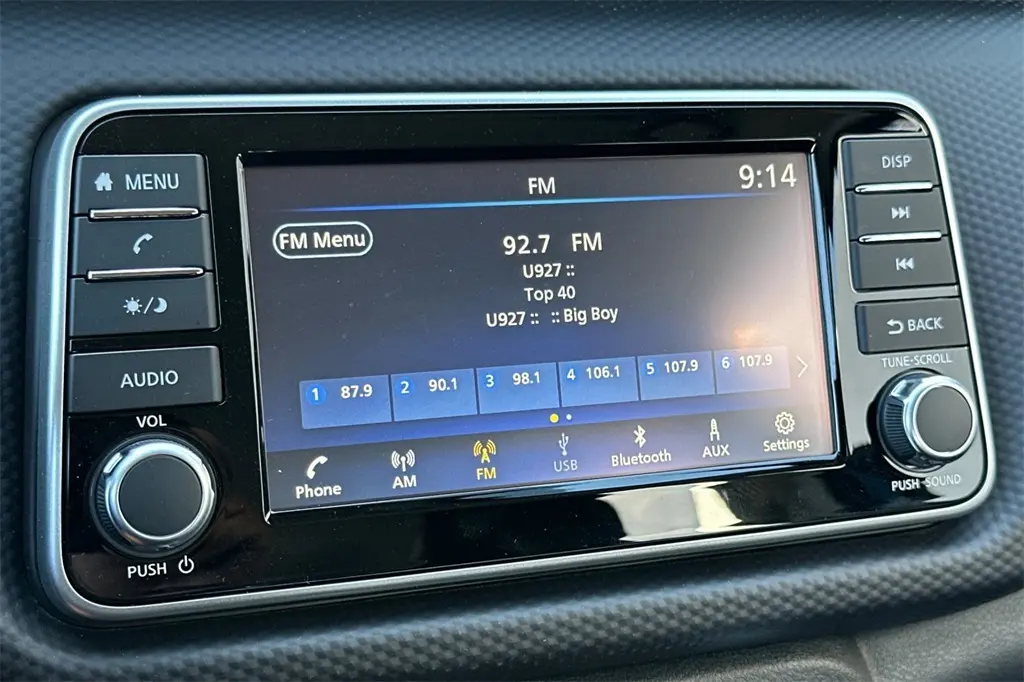 MENU
AUDIO
VOL
PUSH
FM
9:14
FM Menu
92.7 FM
U927 ::
Top 40
U927 :: :: Big Boy
1 87.9
2 90.1
3 98.1
4 106.1
5 107.9
6 107.9
Phone
AM
FM
USB
Bluetooth
AUX
Settings
DISP
BACK
TUNE·SCROLL
PUSH·SOUND